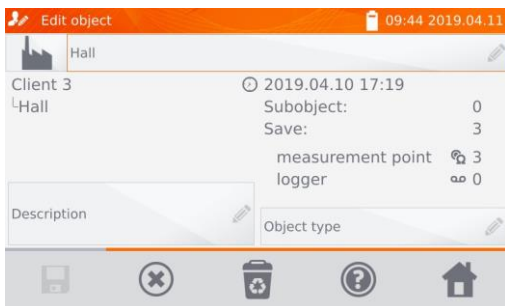 Edit object
09:44 2019.04.11
Hall
Client 3
Hall
2019.04.10 17:19
Subobject: 0
Save: 3
measurement point 3
logger 0
Description
Object type